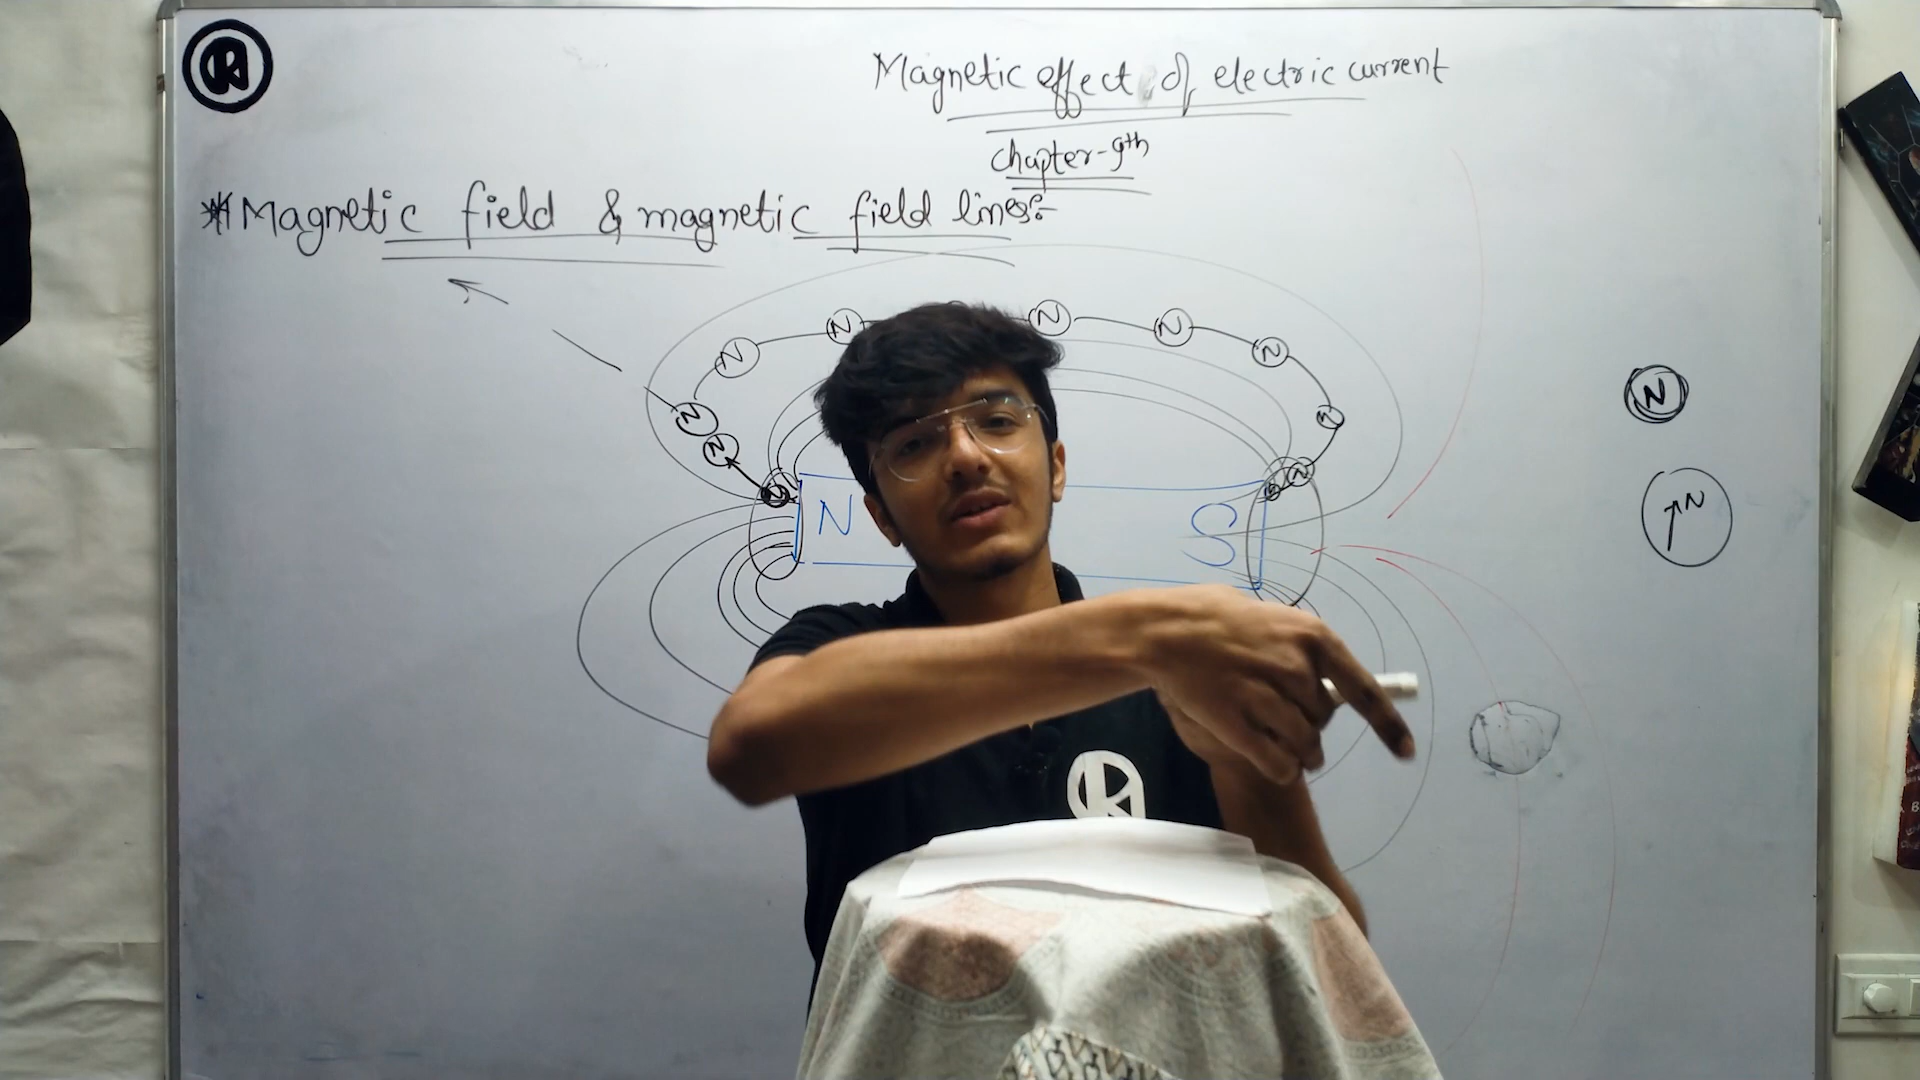 Magnetic effect of electric current
Chapter-9th
*Magnetic field & magnetic field lines:-
N N N N N
N N
N N
N
N S
N
N